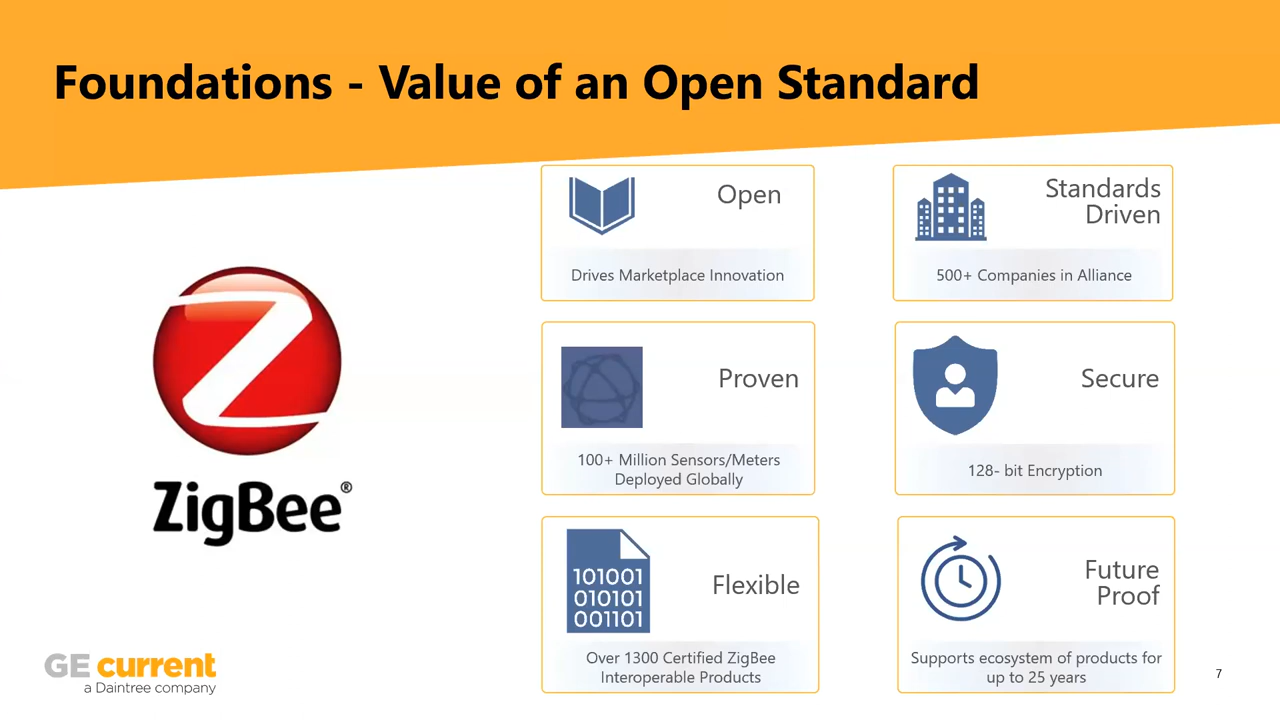 Foundations - Value of an Open Standard
Open
Drives Marketplace Innovation
Standards
Driven
500+ Companies in Alliance
Proven
100+ Million Sensors/Meters
Deployed Globally
Secure
128- bit Encryption
101001
010101
001101
Flexible
Over 1300 Certified ZigBee
Interoperable Products
Future
Proof
Supports ecosystem of products for
up to 25 years
ZigBee®
GE current
a Daintree company
7